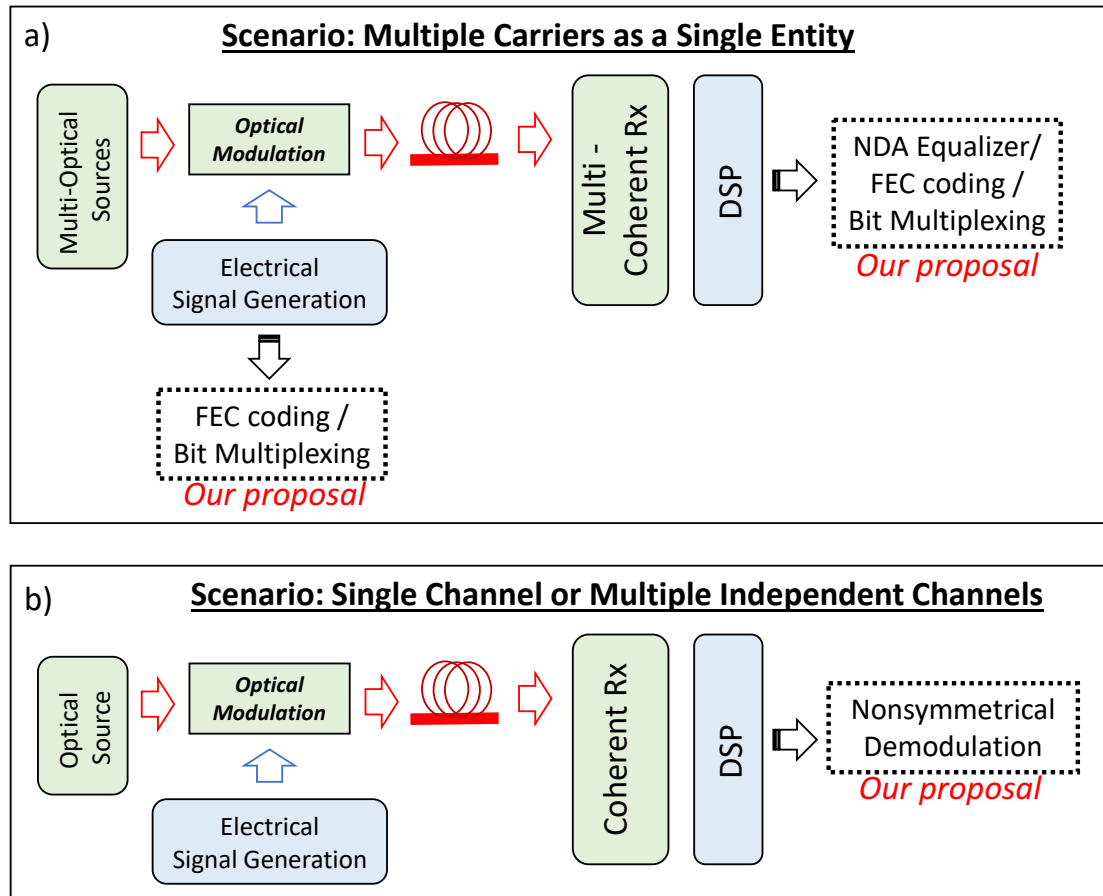 a)
Scenario: Multiple Carriers as a Single Entity
Multi-Optical
Sources
Optical
Modulation
Electrical
Signal Generation
FEC coding /
Bit Multiplexing
Our proposal
Multi -
Coherent Rx
DSP
NDA Equalizer/
FEC coding /
Bit Multiplexing
Our proposal
b)
Scenario: Single Channel or Multiple Independent Channels
Optical
Source
Optical
Modulation
Electrical
Signal Generation
Coherent Rx
DSP
Nonsymmetrical
Demodulation
Our proposal